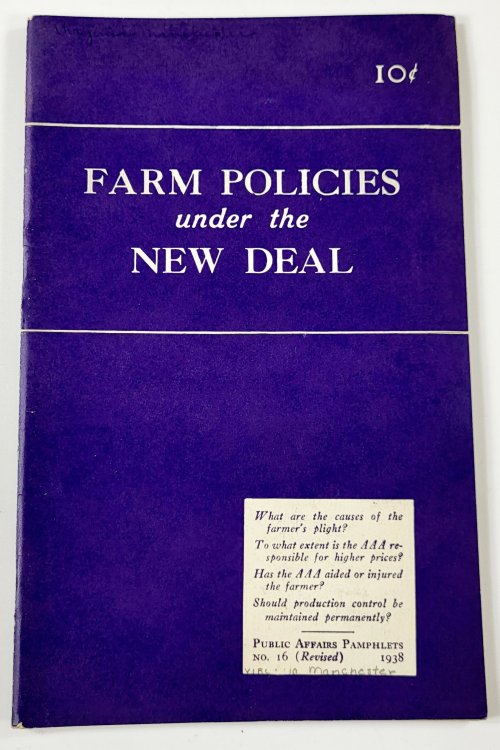 10¢
FARM POLICIES
under the
NEW DEAL
What are the causes of the
farmer's plight?
To what extent is the AAA re-
sponsible for higher prices?
Has the AAA aided or injured
the farmer?
Should production control be
maintained permanently?
PUBLIC AFFAIRS PAMPHLETS
NO. 16 (Revised) 1938
Manchester